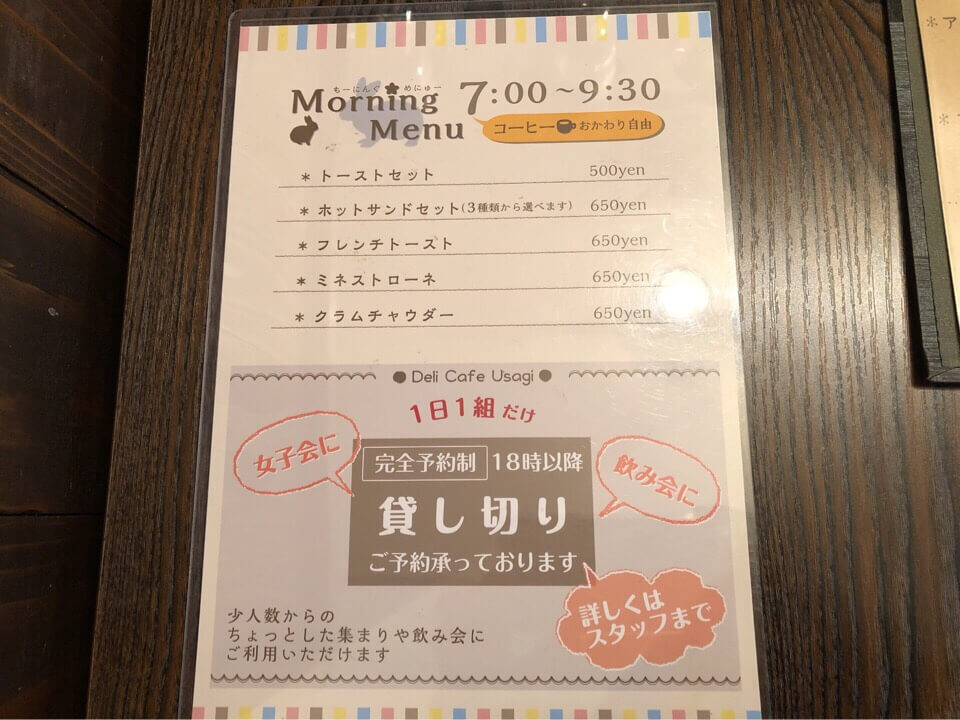 もーにんぐ めにゅー
Morning
Menu
7:00～9:30
コーヒー おかわり自由
＊トーストセット 500yen
＊ホットサンドセット(3種類から選べます) 650yen
＊フレンチトースト 650yen
＊ミネストローネ 650yen
＊クラムチャウダー 650yen
●Deli Cafe Usagi●
1日1組だけ
女子会に
完全予約制 18時以降
飲み会に
貸し切り
ご予約承っております
詳しくは
スタッフまで
少人数からの
ちょっとした集まりや飲み会に
ご利用いただけます
＊ア
＊